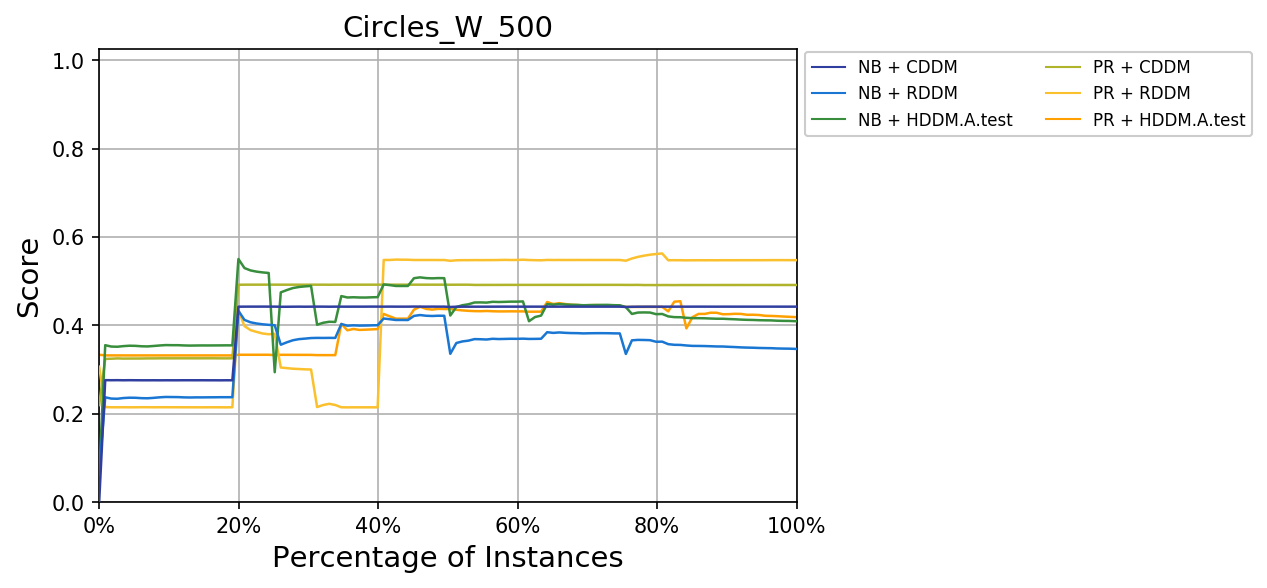 Circles_W_500
1.0
0.8
0.6
0.4
0.2
0.0
Score
0%
20%
40%
60%
80%
100%
Percentage of Instances
NB + CDDM
NB + RDDM
NB + HDDM.A.test
PR + CDDM
PR + RDDM
PR + HDDM.A.test